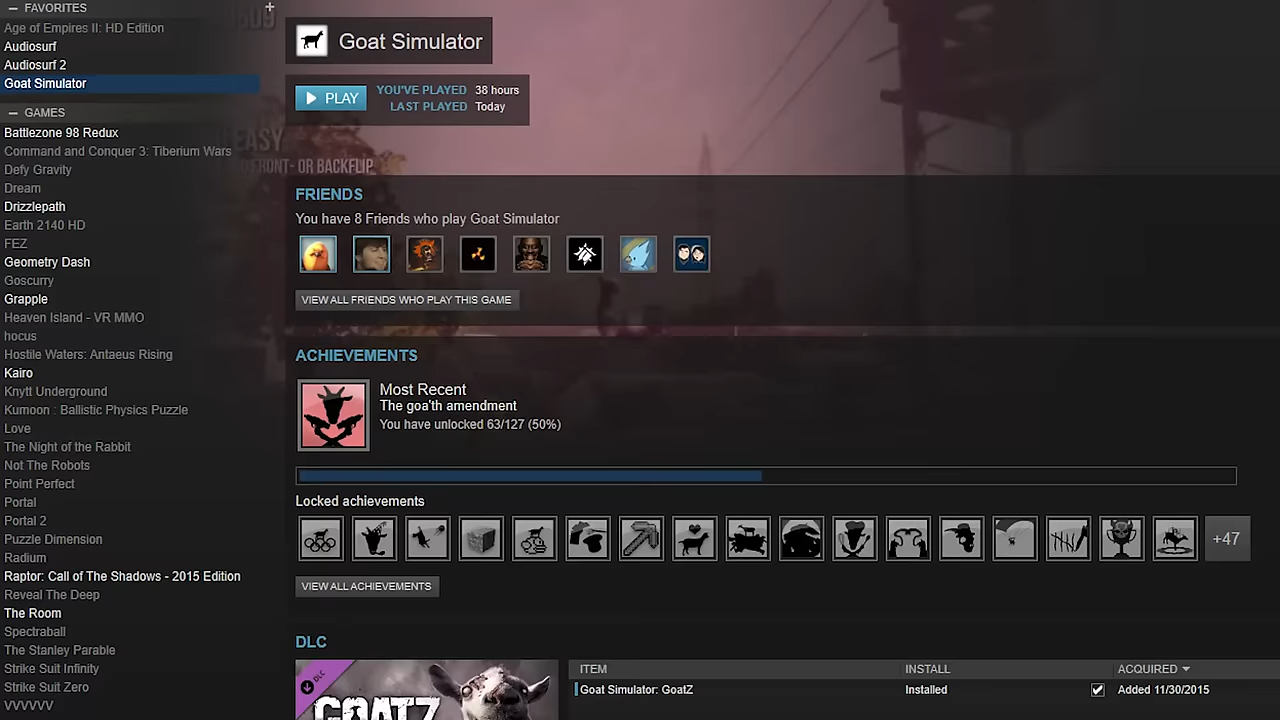 FAVORITES
Age of Empires II: HD Edition
Audiosurf
Audiosurf 2
Goat Simulator
GAMES
Battlezone 98 Redux
Command and Conquer 3: Tiberium Wars
Defy Gravity
Dream
Drizzlepath
Earth 2140 HD
FEZ
Geometry Dash
Goscurry
Grapple
Heaven Island - VR MMO
hocus
Hostile Waters: Antaeus Rising
Kairo
Knytt Underground
Kumoon : Ballistic Physics Puzzle
Love
The Night of the Rabbit
Not The Robots
Point Perfect
Portal
Portal 2
Puzzle Dimension
Radium
Raptor: Call of The Shadows - 2015 Edition
Reveal The Deep
The Room
Spectraball
The Stanley Parable
Strike Suit Infinity
Strike Suit Zero
VVVVVV
EASY
FRONT- OR BACKFLIP
Goat Simulator
PLAY
YOU'VE PLAYED 38 hours
LAST PLAYED Today
FRIENDS
You have 8 Friends who play Goat Simulator
VIEW ALL FRIENDS WHO PLAY THIS GAME
ACHIEVEMENTS
Most Recent
The goa'th amendment
You have unlocked 63/127 (50%)
Locked achievements
+47
VIEW ALL ACHIEVEMENTS
DLC
DLC
GOATZ
ITEM INSTALL ACQUIRED
Goat Simulator: GoatZ Installed Added 11/30/2015